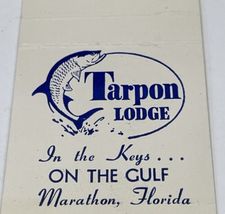 Tarpon
LODGE
In the Keys...
ON THE GULF
Marathon, Florida